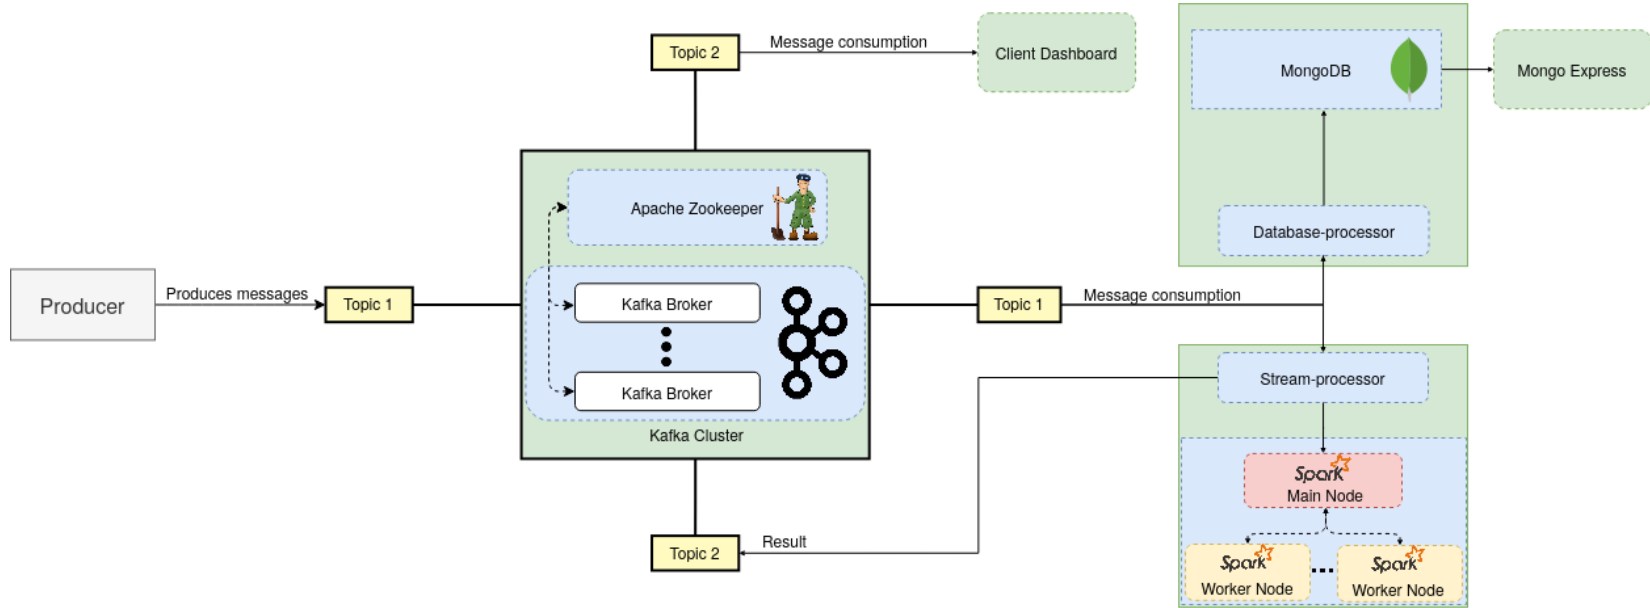 Topic 2
Message consumption
Client Dashboard
MongoDB
Mongo Express
Apache Zookeeper
Database-processor
Producer
Produces messages
Topic 1
Kafka Broker
Topic 1
Message consumption
Kafka Broker
Kafka Cluster
Stream-processor
Spark
Main Node
Topic 2
Result
Spark
Worker Node
Spark
Worker Node